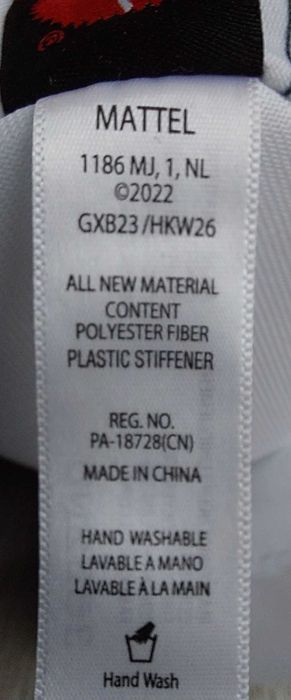 MATTEL
1186 MJ, 1, NL
©2022
GXB23/HKW26
ALL NEW MATERIAL
CONTENT
POLYESTER FIBER
PLASTIC STIFFENER
REG. NO.
PA-18728(CN)
MADE IN CHINA
HAND WASHABLE
LAVABLE A MANO
LAVABLE À LA MAIN
Hand Wash